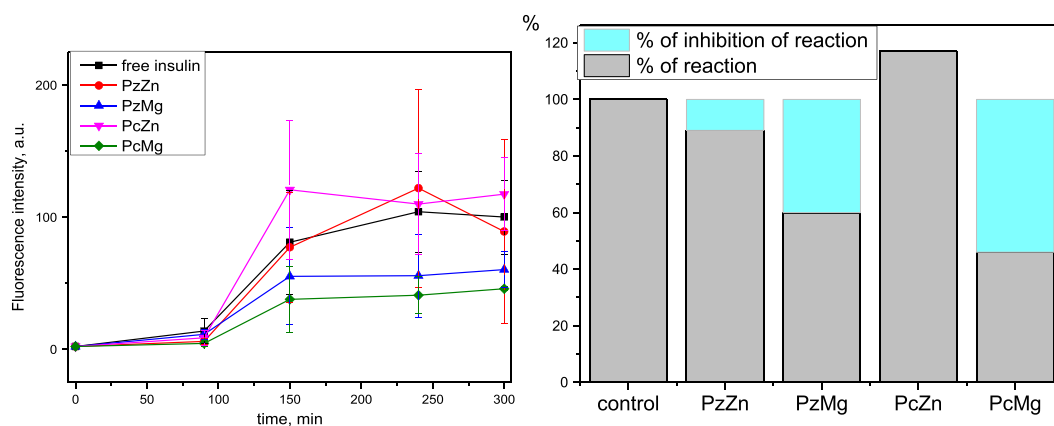 free insulin
PzZn
PzMg
PcZn
PcMg
Fluorescence intensity, a.u.
200
100
0
0 50 100 150 200 250 300
time, min
%
% of inhibition of reaction
% of reaction
120
100
80
60
40
20
0
control PzZn PzMg PcZn PcMg